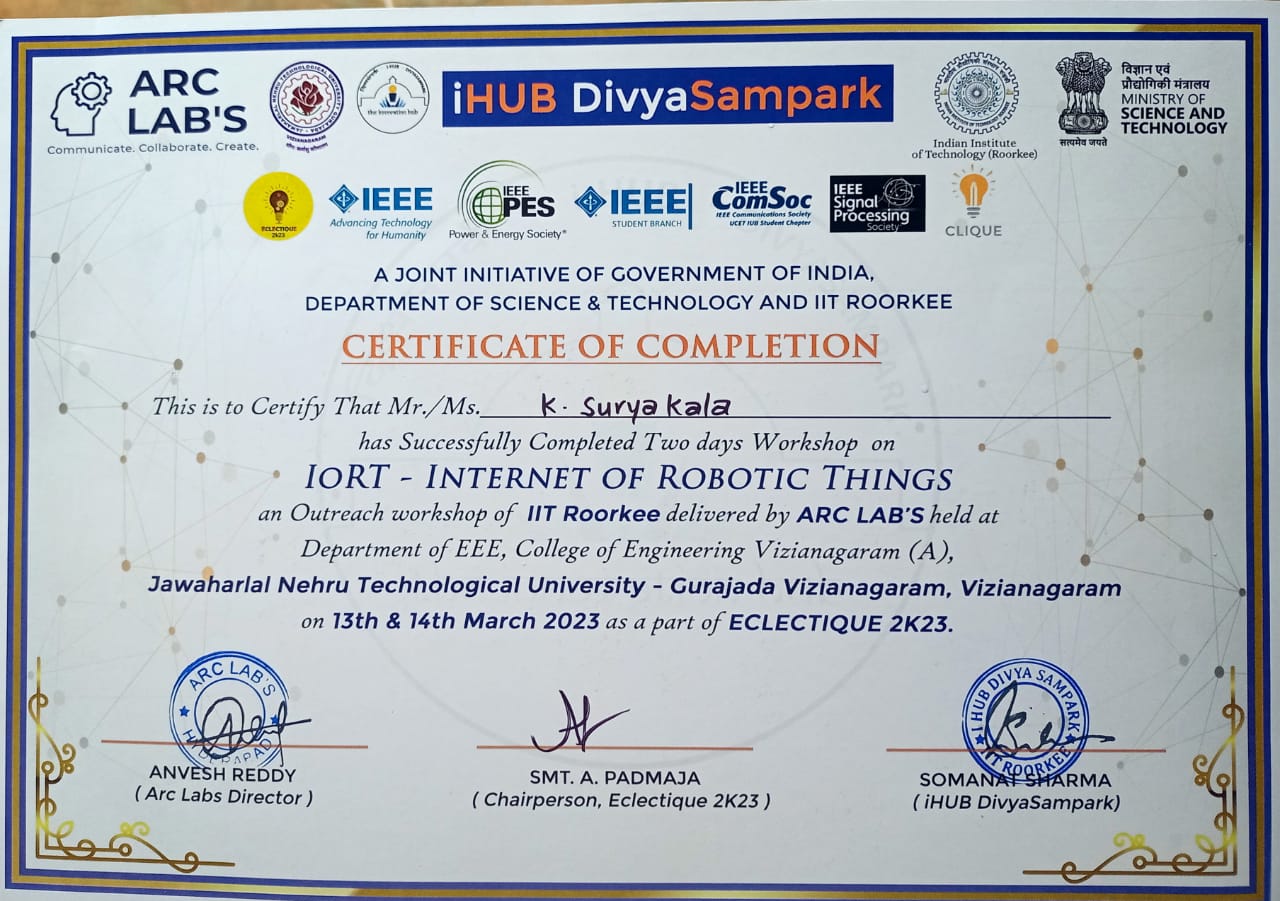 ARC
LAB'S
Communicate. Collaborate. Create.
VIZIANAGARAM
the innovation hub
iHUB DivyaSampark
Indian Institute
of Technology (Roorkee)
सत्यमेव जयते
विज्ञान एवं
प्रौद्योगिकी मंत्रालय
MINISTRY OF
SCIENCE AND
TECHNOLOGY
ECLECTIQUE
2K23
IEEE
Advancing Technology
for Humanity
IEEE
PES
Power & Energy Society®
IEEE
STUDENT BRANCH
IEEE
ComSoc
IEEE Communications Society
UCET IUB Student Chapter
IEEE
Signal
Processing
Society
CLIQUE
A JOINT INITIATIVE OF GOVERNMENT OF INDIA,
DEPARTMENT OF SCIENCE & TECHNOLOGY AND IIT ROORKEE
CERTIFICATE OF COMPLETION
This is to Certify That Mr./Ms. K. Surya Kala
has Successfully Completed Two days Workshop on
IORT - INTERNET OF ROBOTIC THINGS
an Outreach workshop of IIT Roorkee delivered by ARC LAB'S held at
Department of EEE, College of Engineering Vizianagaram (A),
Jawaharlal Nehru Technological University - Gurajada Vizianagaram, Vizianagaram
on 13th & 14th March 2023 as a part of ECLECTIQUE 2K23.
ARC LAB'S
HYDERABAD
IHUB DIVYA SAMPARK
IIT ROORKEE
ANVESH REDDY
( Arc Labs Director )
SMT. A. PADMAJA
( Chairperson, Eclectique 2K23 )
SOMANAT SHARMA
( iHUB DivyaSampark)